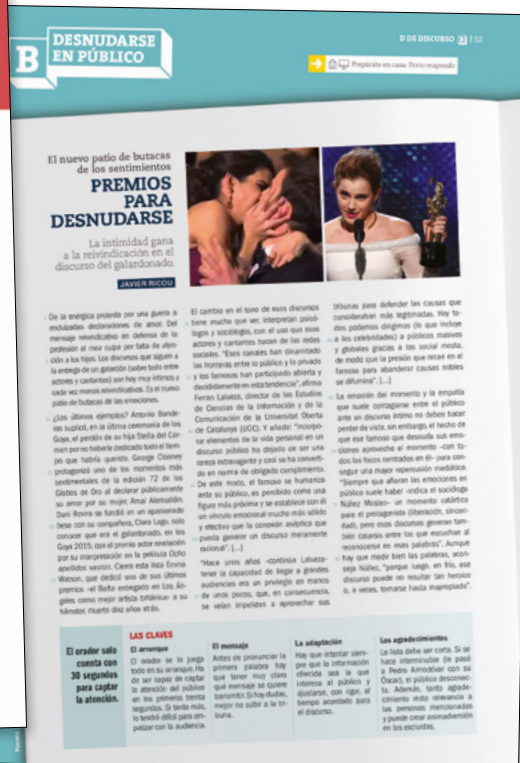 B
DESNUDARSE
EN PÚBLICO
D DE DISCURSO B | 32
Prepárate en casa Texto mapeado
El nuevo patio de butacas
de los sentimientos
PREMIOS
PARA
DESNUDARSE
La intimidad gana
a la reivindicación en el
discurso del galardonado.
JAVIER RICOU
De la enérgica protesta por una guerra a
endulzadas declaraciones de amor. Del
mensaje reivindicativo en defensa de la
profesión al mea culpa por falta de aten-
ción a los hijos. Los discursos que siguen a
la entrega de un galardón (sobre todo entre
actores y cantantes) son hoy muy íntimos y
cada vez menos reivindicativos. Es el nuevo
patio de butacas de las emociones.
¿Los últimos ejemplos? Antonio Bande-
ras suplicó, en la última ceremonia de los
Goya, el perdón de su hija Stella del Car-
men por no haberle dedicado todo el tiem-
po que habría querido. George Clooney
protagonizó uno de los momentos más
sentimentales de la edición 72 de los
Globos de Oro al declarar públicamente
su amor por su mujer, Amal Alamuddin.
Dani Rovira se fundió en un apasionado
beso con su compañera, Clara Lago, solo
conocer que era el galardonado, en los
Goya 2015, con el premio actor revelación
por su interpretación en la película Ocho
apellidos vascos. Cierra esta lista Emma
Watson, que dedicó uno de sus últimos
premios -el Bafta entregado en Los Án-
geles como mejor artista británica- a su
hámster, muerto diez años atrás.
El cambio en el tono de esos discursos
tiene mucho que ver, interpretan psicó-
logos y sociólogos, con el uso que esos
actores y cantantes hacen de las redes
sociales. "Esos canales han dinamitado
las fronteras entre lo público y lo privado
y los famosos han participado abierta y
decididamente en esta tendencia", afirma
Ferran Lalueza, director de los Estudios
de Ciencias de la Información y de la
Comunicación de la Universitat Oberta
de Catalunya (UOC). Y añade: "Incorpo-
rar elementos de la vida personal en un
discurso público ha dejado de ser una
rareza extravagante y casi se ha converti-
do en norma de obligado cumplimiento.
De este modo, el famoso se humaniza
ante su público, es percibido como una
figura más próxima y se establece con él
un vínculo emocional mucho más sólido
y efectivo que la conexión aséptica que
pueda generar un discurso meramente
racional". [...]
"Hace unos años -continúa Lalueza-
tener la capacidad de llegar a grandes
audiencias era un privilegio en manos
de unos pocos, que, en consecuencia,
se veían impelidos a aprovechar sus
tribunas para defender las causas que
consideraban más legitimadas. Hoy to-
dos podemos dirigirnos (lo que incluye
a las celebridades) a públicos masivos
y globales gracias a los social media,
de modo que la presión que recae en el
famoso para abanderar causas nobles
se difumina". [...]
La emoción del momento y la empatía
que suele contagiarse entre el público
ante un discurso íntimo no deben hacer
perder de vista, sin embargo, el hecho de
que ese famoso que desnuda sus emo-
ciones aproveche el momento -con to-
dos los focos centrados en él- para con-
seguir una mayor repercusión mediática.
"Siempre que afloran las emociones en
público suele haber -indica el sociólogo
Núñez Mosteo- un momento catártico
para el protagonista (liberación, sinceri-
dad), pero esos discursos generan tam-
bién catarsis entre los que escuchan al
reconocerse en esas palabras". Aunque
hay que medir bien las palabras, acon-
seja Núñez, "porque luego, en frío, ese
discurso puede no resultar tan heroico
o, a veces, tornarse hasta inapropiado".
El orador solo
cuenta con
30 segundos
para captar
la atención.
LAS CLAVES
El arranque
El orador se lo juega
todo en su arranque. Ha
de ser capaz de captar
la atención del público
en los primeros treinta
segundos. Si tarda más,
lo tendrá difícil para em-
patizar con la audiencia.
El mensaje
Antes de pronunciar la
primera palabra hay
que tener muy clara
qué mensaje se quiere
transmitir. Si hay dudas,
mejor no subir a la tri-
buna.
La adaptación
Hay que intentar siem-
pre que la información
ofrecida sea la que
interesa al público y
ajustarse, con rigor, al
tiempo acordado para
el discurso.
Los agradecimientos
La lista debe ser corta. Si se
hace interminable (le pasó
a Pedro Almodóvar con su
Óscar), el público desconec-
ta. Además, tanto agrade-
cimiento resta relevancia a
las personas mencionadas
y puede crear animadversión
en los excluidas.